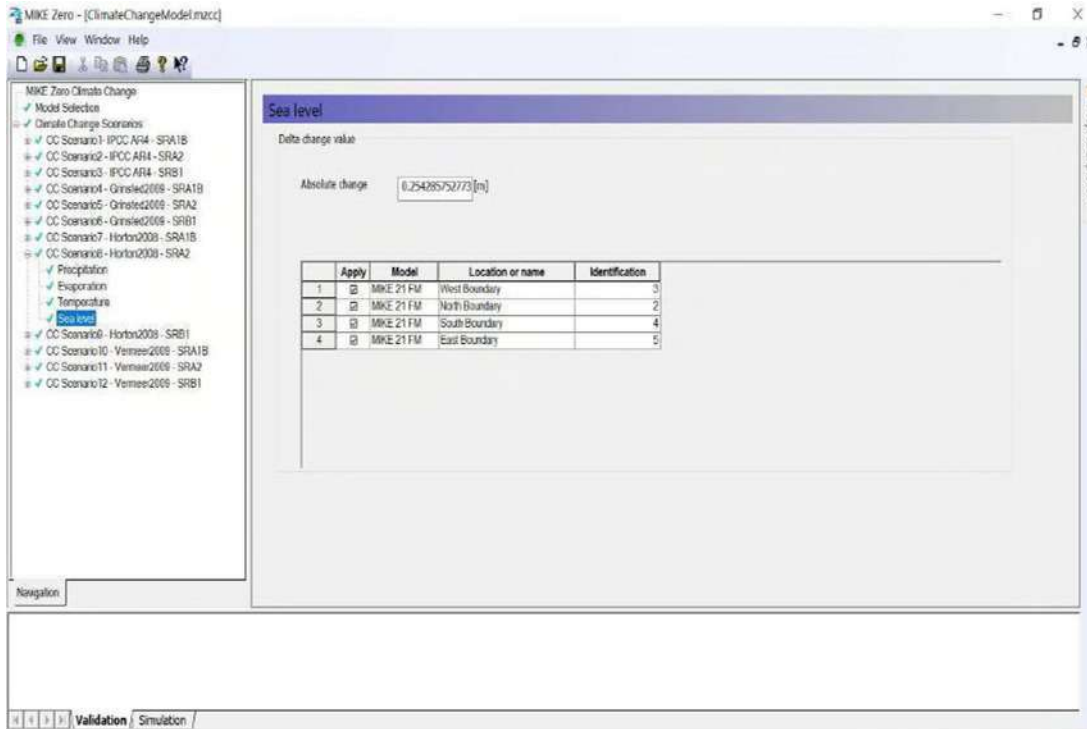 MIKE Zero - [ClimateChangeModel.mzcc]
File View Window Help
MIKE Zero Climate Change
Model Selection
Climate Change Scenarios
CC Scenario1- IPCC AR4 - SRA1B
CC Scenario2 - IPCC AR4 - SRA2
CC Scenario3 - IPCC AR4 - SRB1
CC Scenario4 - Grinsted2009 - SRA1B
CC Scenario5 - Grinsted2009 - SRA2
CC Scenario6 - Grinsted2009 - SRB1
CC Scenario7 - Horton2008 - SRA1B
CC Scenario8 - Horton2008 - SRA2
Precipitation
Evaporation
Temperature
Sea level
CC Scenario9 - Horton2008 - SRB1
CC Scenario10 - Vermeer2009 - SRA1B
CC Scenario11 - Vermeer2009 - SRA2
CC Scenario12 - Vermeer2009 - SRB1
Navigation
Sea level
Delta change value
Absolute change 0.254285752773 [m]
Apply Model Location or name Identification
1 MIKE 21 FM West Boundary 3
2 MIKE 21 FM North Boundary 2
3 MIKE 21 FM South Boundary 4
4 MIKE 21 FM East Boundary 5
Validation Simulation